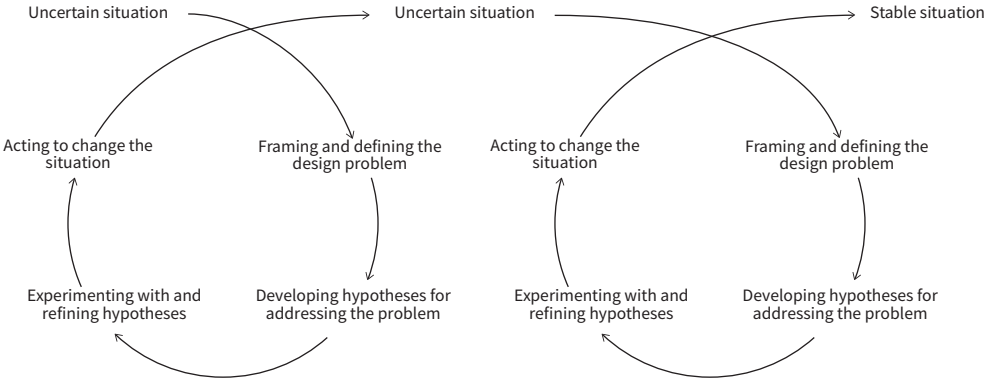 Uncertain situation
Uncertain situation
Stable situation
Acting to change the
situation
Framing and defining the
design problem
Acting to change the
situation
Framing and defining the
design problem
Experimenting with and
refining hypotheses
Developing hypotheses for
addressing the problem
Experimenting with and
refining hypotheses
Developing hypotheses for
addressing the problem